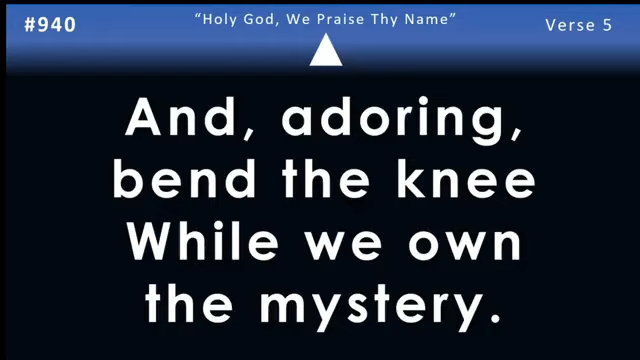 #940 “Holy God, We Praise Thy Name” Verse 5
And, adoring,
bend the knee
While we own
the mystery.